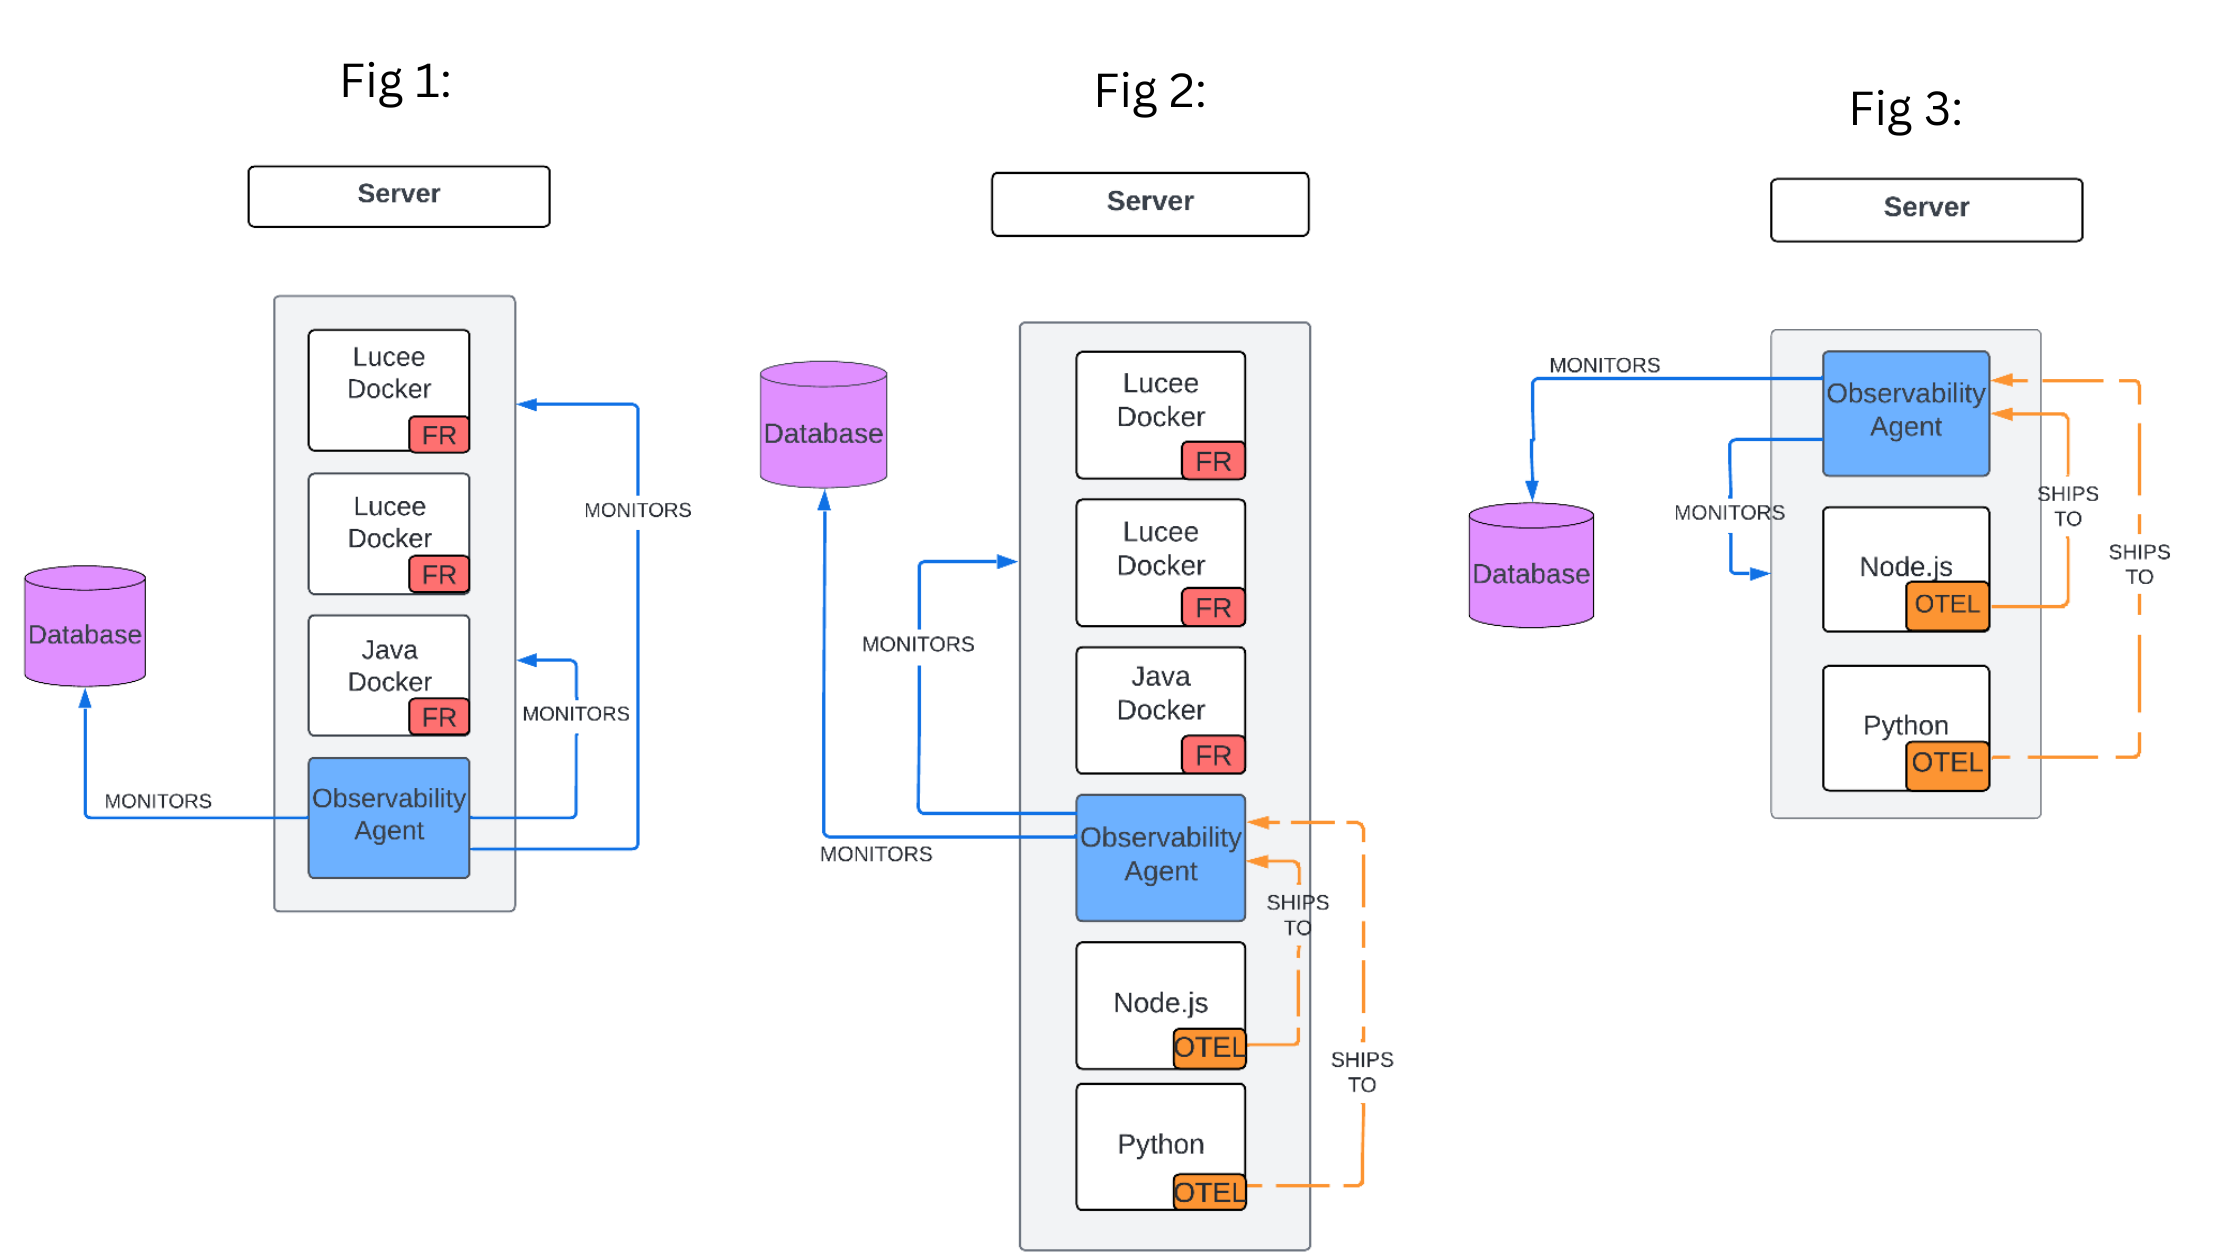 Fig 1:
Server
Lucee
Docker
FR
Lucee
Docker
FR
Java
Docker
FR
Observability
Agent
Database
MONITORS
MONITORS
MONITORS
Fig 2:
Server
Lucee
Docker
FR
Lucee
Docker
FR
Java
Docker
FR
Observability
Agent
Node.js
OTEL
Python
OTEL
Database
MONITORS
MONITORS
SHIPS
TO
SHIPS
TO
Fig 3:
Server
Observability
Agent
Node.js
OTEL
Python
OTEL
MONITORS
Database
MONITORS
SHIPS
TO
SHIPS
TO